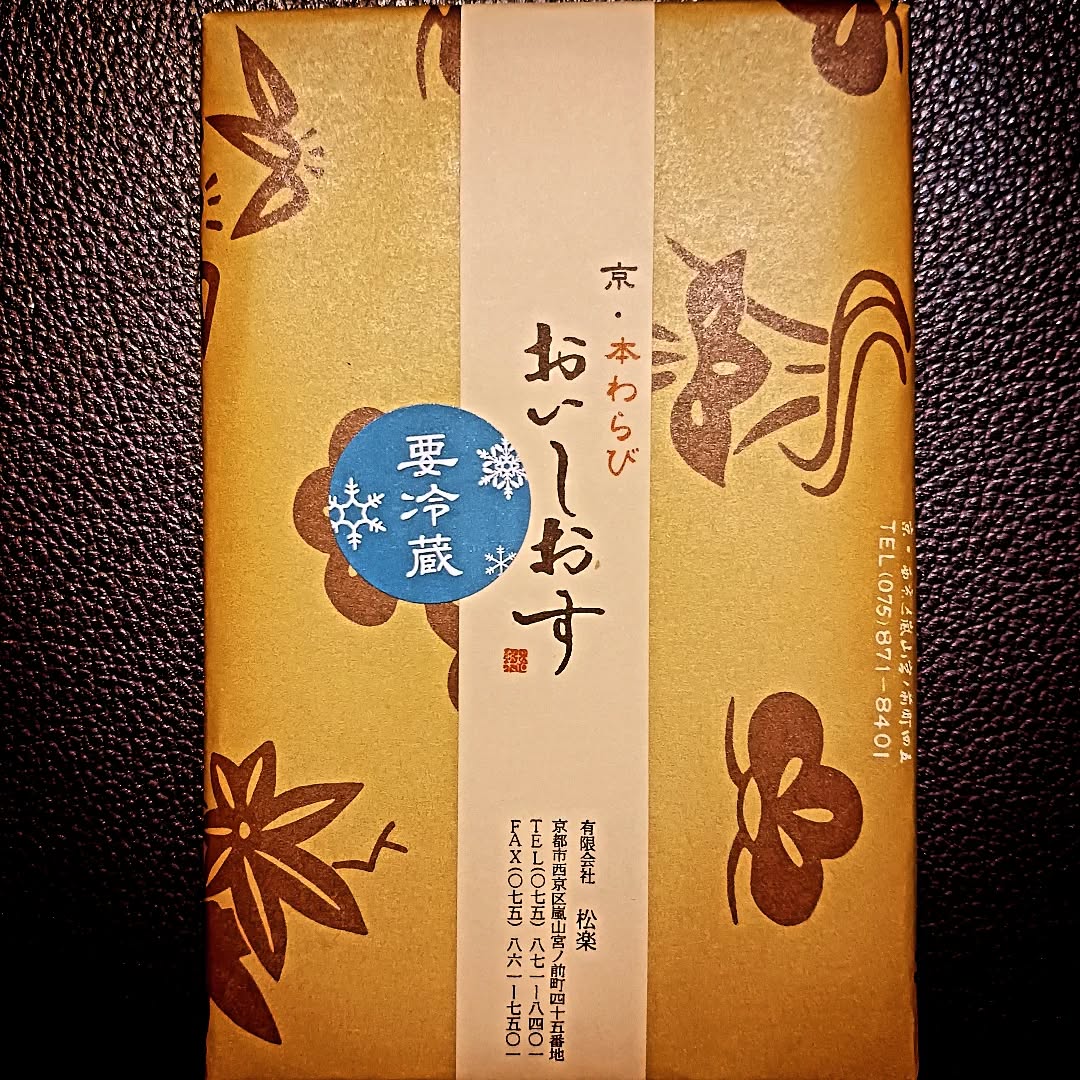 京・本わらび
おいしおす
要冷蔵
有限会社 松楽
京都市西京区嵐山宮ノ前町四十五番地
TEL(〇七五)八七一ー八四〇一
FAX(〇七五)八六一ー七五〇一
TEL(075)871-8401